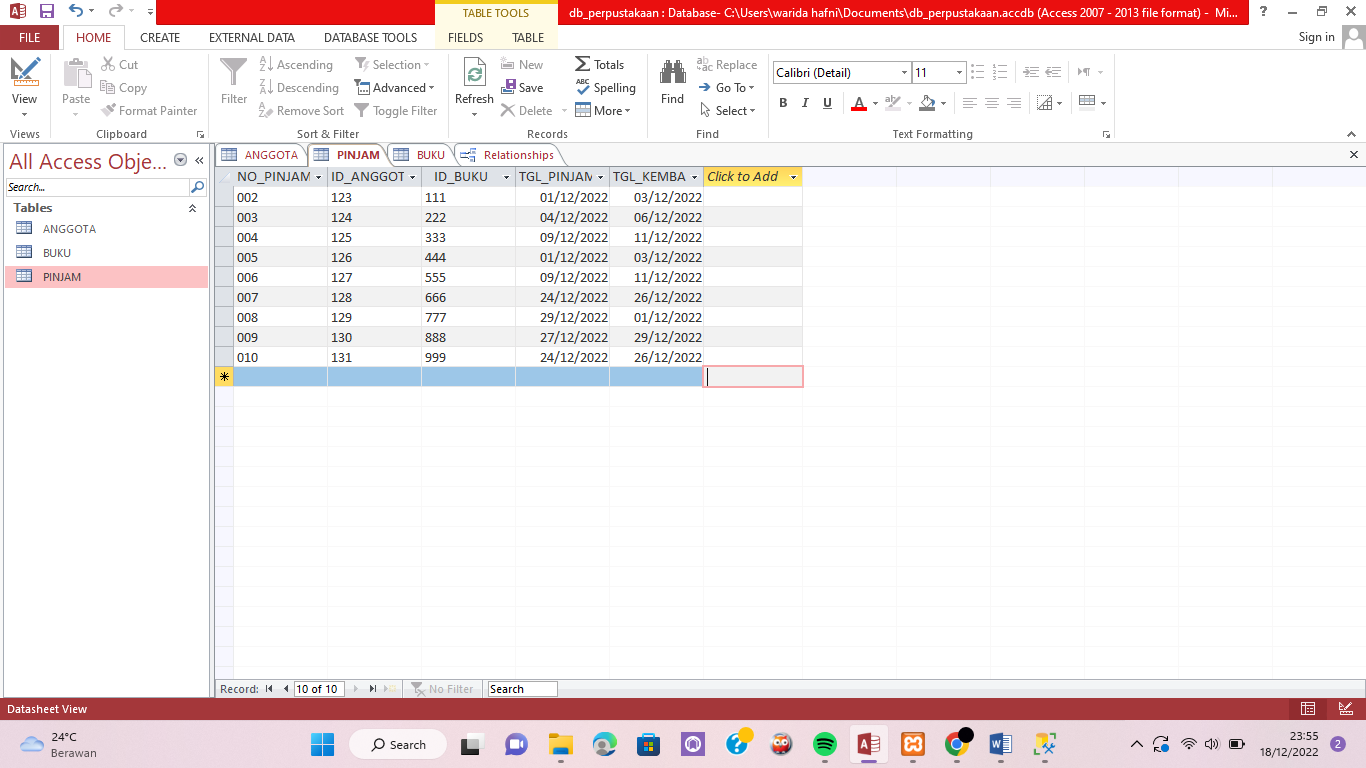 TABLE TOOLS
db_perpustakaan : Database- C:\Users\warida hafni\Documents\db_perpustakaan.accdb (Access 2007 - 2013 file format) - Mi...
FILE HOME CREATE EXTERNAL DATA DATABASE TOOLS FIELDS TABLE Sign in
View
Views
Paste
Cut
Copy
Format Painter
Clipboard
Filter
Ascending
Descending
Remove Sort
Selection
Advanced
Toggle Filter
Sort & Filter
Refresh
New
Save
Delete
Totals
Spelling
More
Records
Find
Replace
Go To
Select
Find
Calibri (Detail) 11
B I U A
Text Formatting
All Access Obje...
Search...
Tables
ANGGOTA
BUKU
PINJAM
ANGGOTA PINJAM BUKU Relationships
NO_PINJAM ID_ANGGOT ID_BUKU TGL_PINJAM TGL_KEMBA Click to Add
002 123 111 01/12/2022 03/12/2022
003 124 222 04/12/2022 06/12/2022
004 125 333 09/12/2022 11/12/2022
005 126 444 01/12/2022 03/12/2022
006 127 555 09/12/2022 11/12/2022
007 128 666 24/12/2022 26/12/2022
008 129 777 29/12/2022 01/12/2022
009 130 888 27/12/2022 29/12/2022
010 131 999 24/12/2022 26/12/2022
Record: 10 of 10 No Filter Search
Datasheet View
24°C
Berawan
Search
23:55
18/12/2022
2